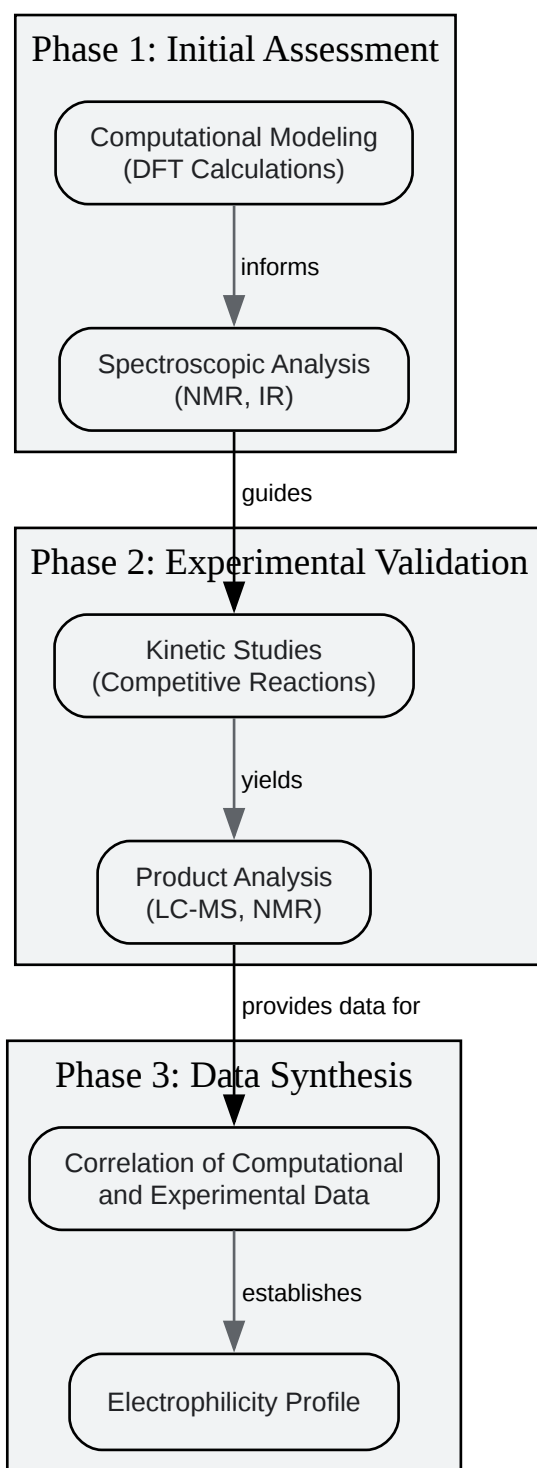 Phase 1: Initial Assessment
Computational Modeling
(DFT Calculations)
informs
Spectroscopic Analysis
(NMR, IR)
guides
Phase 2: Experimental Validation
Kinetic Studies
(Competitive Reactions)
yields
Product Analysis
(LC-MS, NMR)
provides data for
Phase 3: Data Synthesis
Correlation of Computational
and Experimental Data
establishes
Electrophilicity Profile